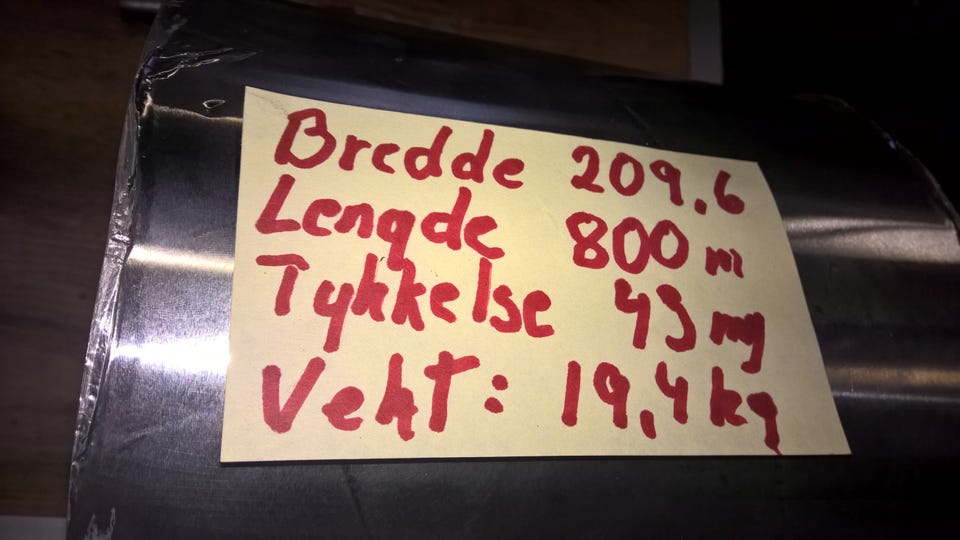 Bredde 209.6
Lengde 800 m
Tykkelse 43 my
Vekt: 19,4 kg